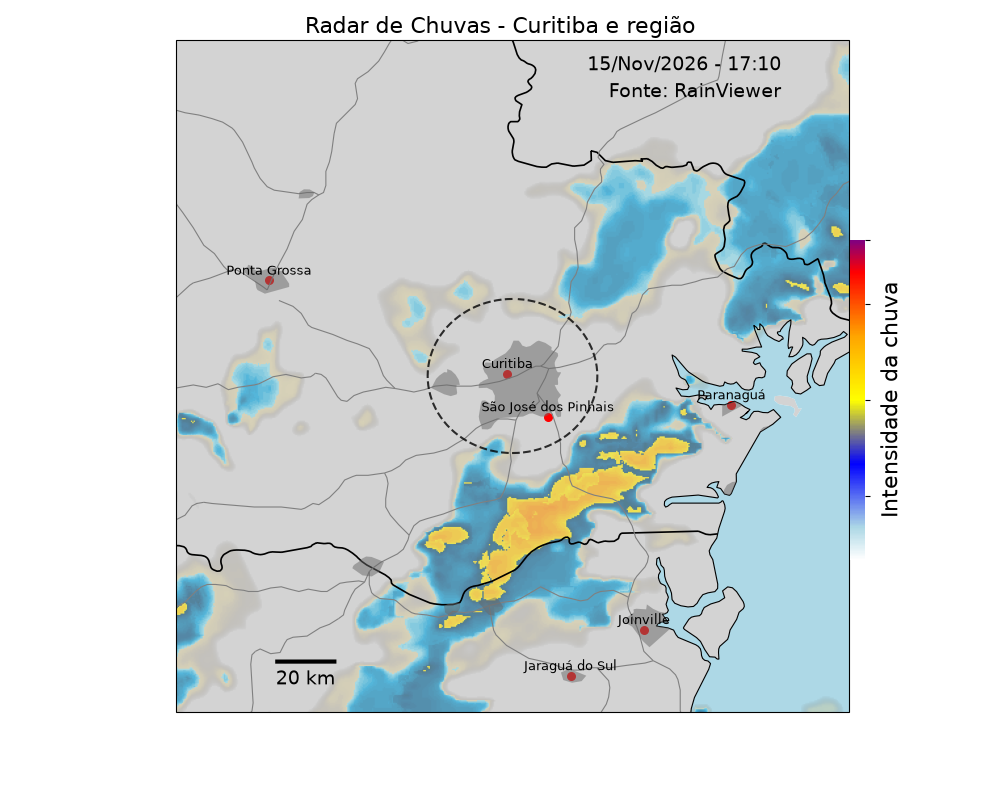 Radar de Chuvas - Curitiba e região
15/Nov/2026 - 17:10
Fonte: RainViewer
Ponta Grossa
Curitiba
Paranaguá
São José dos Pinhais
Intensidade da chuva
Joinville
Jaraguá do Sul
20 km